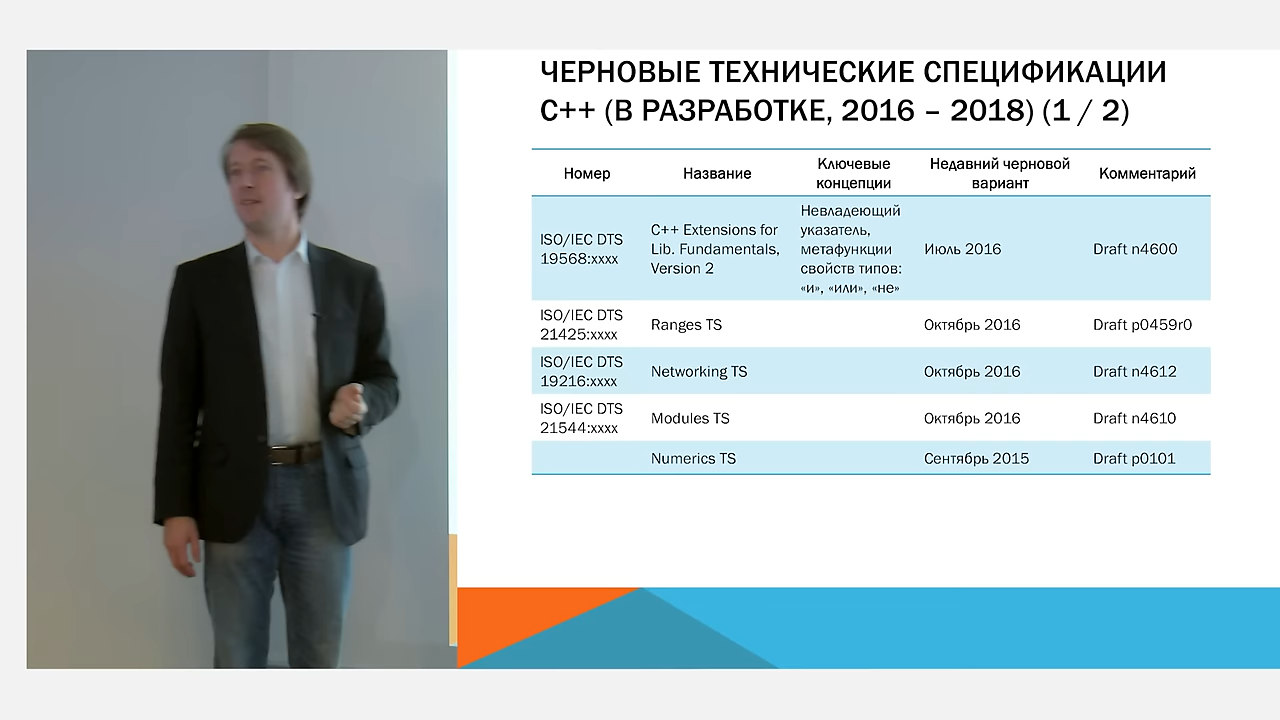 ЧЕРНОВЫЕ ТЕХНИЧЕСКИЕ СПЕЦИФИКАЦИИ
C++ (В РАЗРАБОТКЕ, 2016 – 2018) (1 / 2)
Номер
Название
Ключевые
концепции
Недавний черновой
вариант
Комментарий
ISO/IEC DTS
19568:xxxx
C++ Extensions for
Lib. Fundamentals,
Version 2
Невладеющий
указатель,
метафункции
свойств типов:
«и», «или», «не»
Июль 2016
Draft n4600
ISO/IEC DTS
21425:xxxx
Ranges TS
Октябрь 2016
Draft p0459r0
ISO/IEC DTS
19216:xxxx
Networking TS
Октябрь 2016
Draft n4612
ISO/IEC DTS
21544:xxxx
Modules TS
Октябрь 2016
Draft n4610
Numerics TS
Сентябрь 2015
Draft p0101